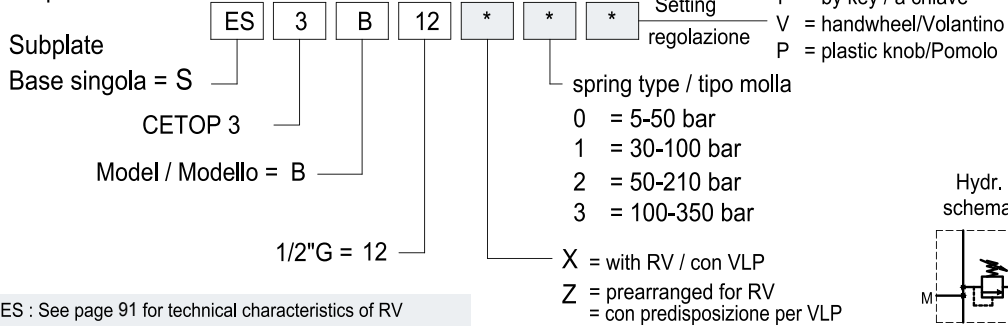 ES 3 B 12 * * *
Setting
regolazione
by key / a chiave
V = handwheel/Volantino
P = plastic knob/Pomolo
Subplate
Base singola = S
CETOP 3
Model / Modello = B
1/2"G = 12
spring type / tipo molla
0 = 5-50 bar
1 = 30-100 bar
2 = 50-210 bar
3 = 100-350 bar
X = with RV / con VLP
Z = prearranged for RV
= con predisposizione per VLP
Hydr.
schema
M
ES : See page 91 for technical characteristics of RV